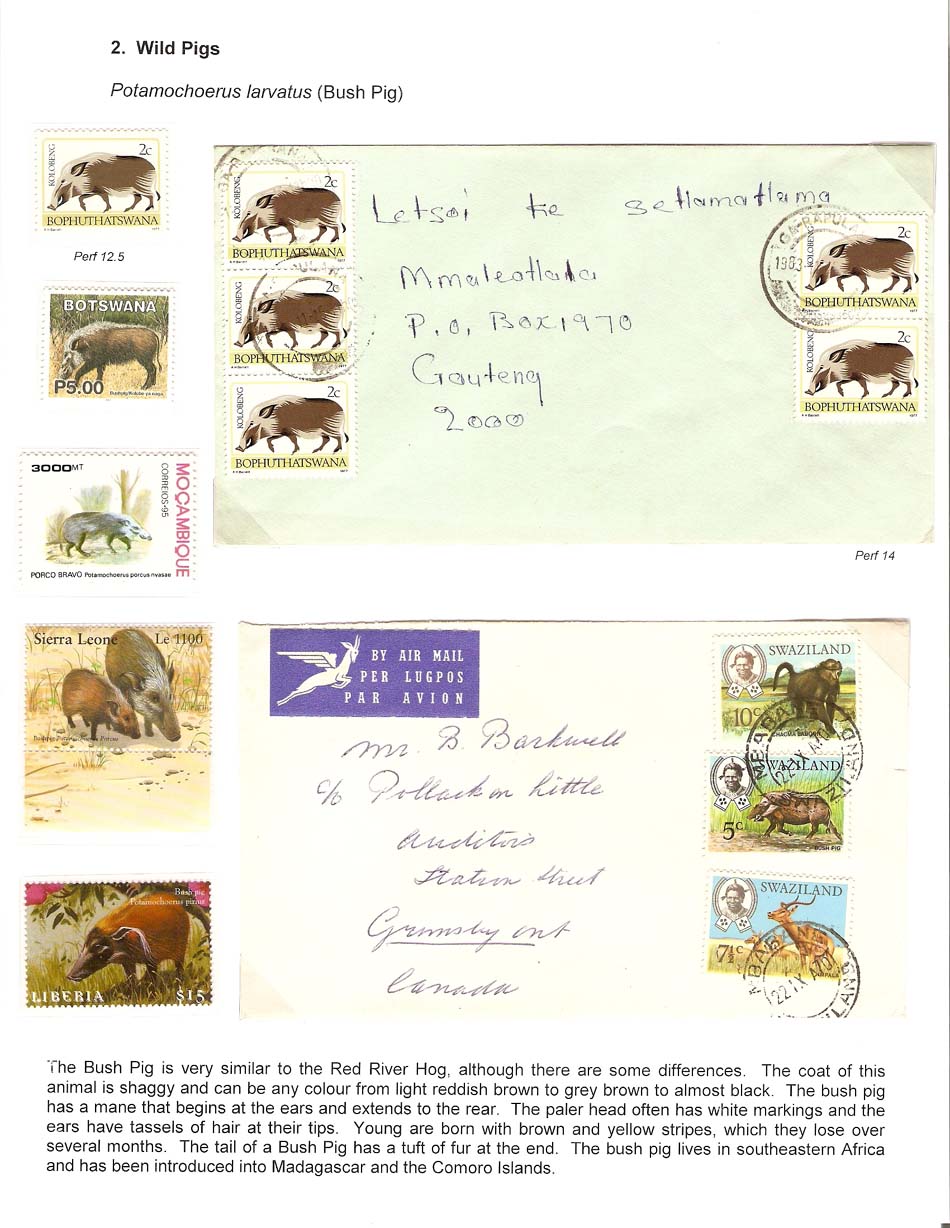 2. Wild Pigs
Potamochoerus larvatus (Bush Pig)
KOLOBENG
2c
BOPHUTHATSWANA
1977
Perf 12.5
BOTSWANA
P5.00
Bushpig/Kolobe ya naga
3000MT
CORREIOS-95
MOÇAMBIQUE
PORCO BRAVO Potamochoerus porcus nyasae
Sierra Leone Le 1100
Bushpig Potamochoerus Porcus
Bush pig
Potamochoerus
LIBERIA $15
KOLOBENG
2c
BOPHUTHATSWANA
KOLOBENG
2c
BOPHUTHATSWANA
KOLOBENG
2c
BOPHUTHATSWANA
Letsoi tie setlamatlama
Mmaleotlana
P.O. BOX 1970
Gauteng
2000
1983
KOLOBENG
2c
BOPHUTHATSWANA
KOLOBENG
2c
BOPHUTHATSWANA
Perf 14
BY AIR MAIL
PER LUGPOS
PAR AVION
Mr. B. Barkwell
c/o Pollack on Little
Auditors
Station Street
Grimsby Ont
Canada
SWAZILAND
10c
CHACMA BABOON
SWAZILAND
5c
BUSH PIG
SWAZILAND
7½c
IMPALA
22 IX
22 IX
The Bush Pig is very similar to the Red River Hog, although there are some differences. The coat of this
animal is shaggy and can be any colour from light reddish brown to grey brown to almost black. The bush pig
has a mane that begins at the ears and extends to the rear. The paler head often has white markings and the
ears have tassels of hair at their tips. Young are born with brown and yellow stripes, which they lose over
several months. The tail of a Bush Pig has a tuft of fur at the end. The bush pig lives in southeastern Africa
and has been introduced into Madagascar and the Comoro Islands.